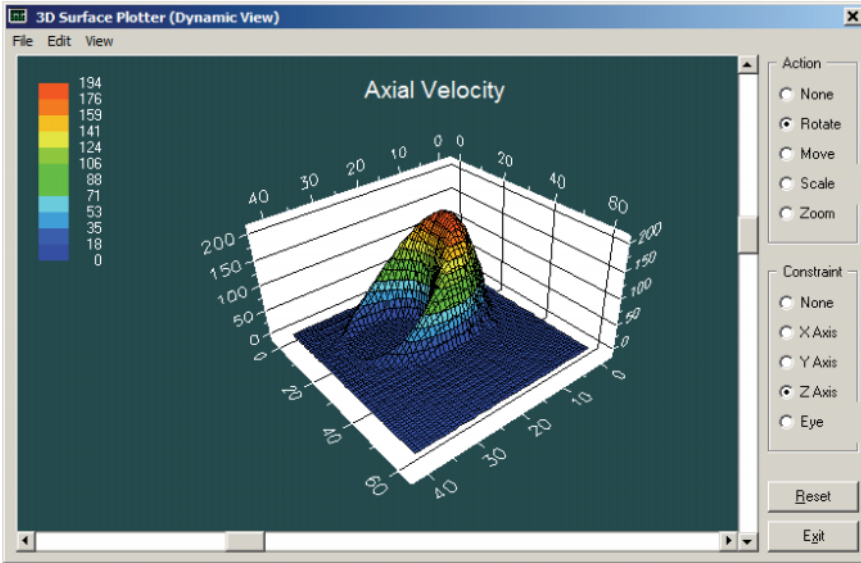 3D Surface Plotter (Dynamic View)
File Edit View
Axial Velocity
194
176
159
141
124
106
88
71
53
35
18
0
40 30 20 10 0 0 20 40 60
200
150
100
50
0
200
150
100
50
0
0
20
40
60
40
30
20
10
0
Action
None
Rotate
Move
Scale
Zoom
Constraint
None
X Axis
Y Axis
Z Axis
Eye
Reset
Exit